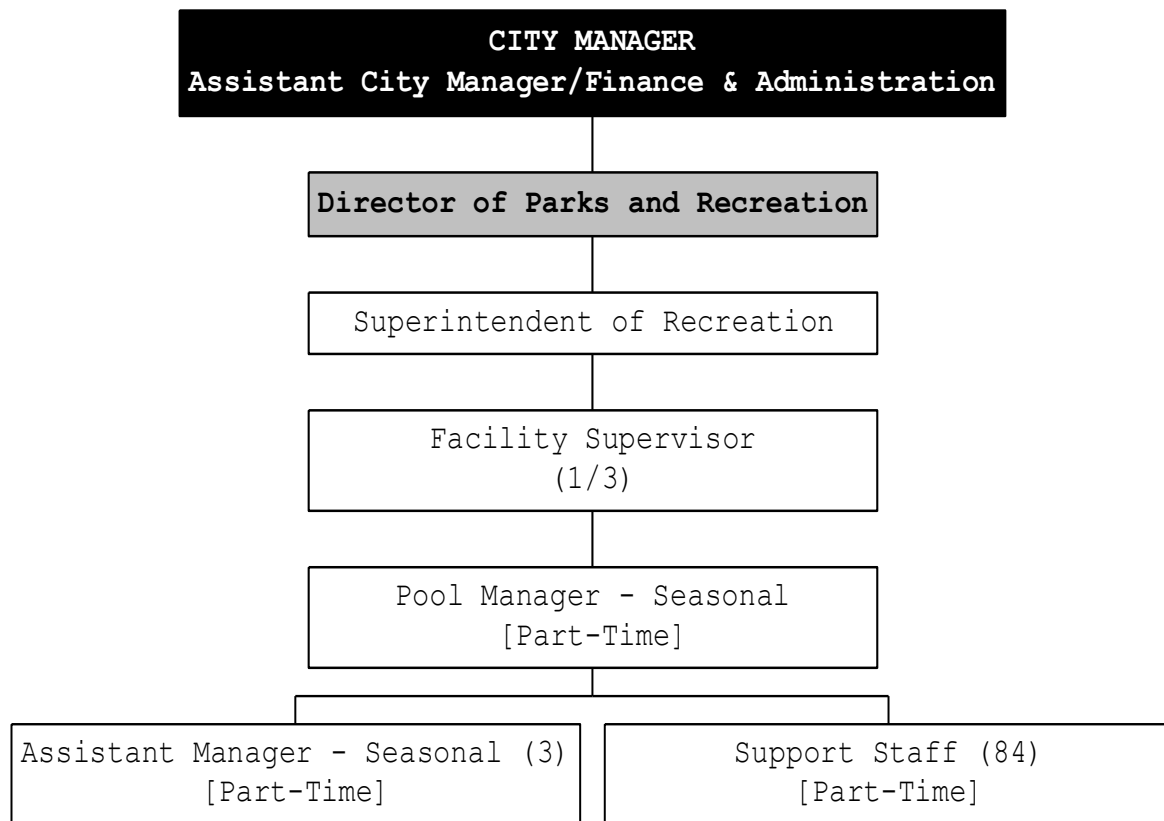 CITY MANAGER
Assistant City Manager/Finance & Administration
Director of Parks and Recreation
Superintendent of Recreation
Facility Supervisor
(1/3)
Pool Manager - Seasonal
[Part-Time]
Assistant Manager - Seasonal (3)
[Part-Time]
Support Staff (84)
[Part-Time]